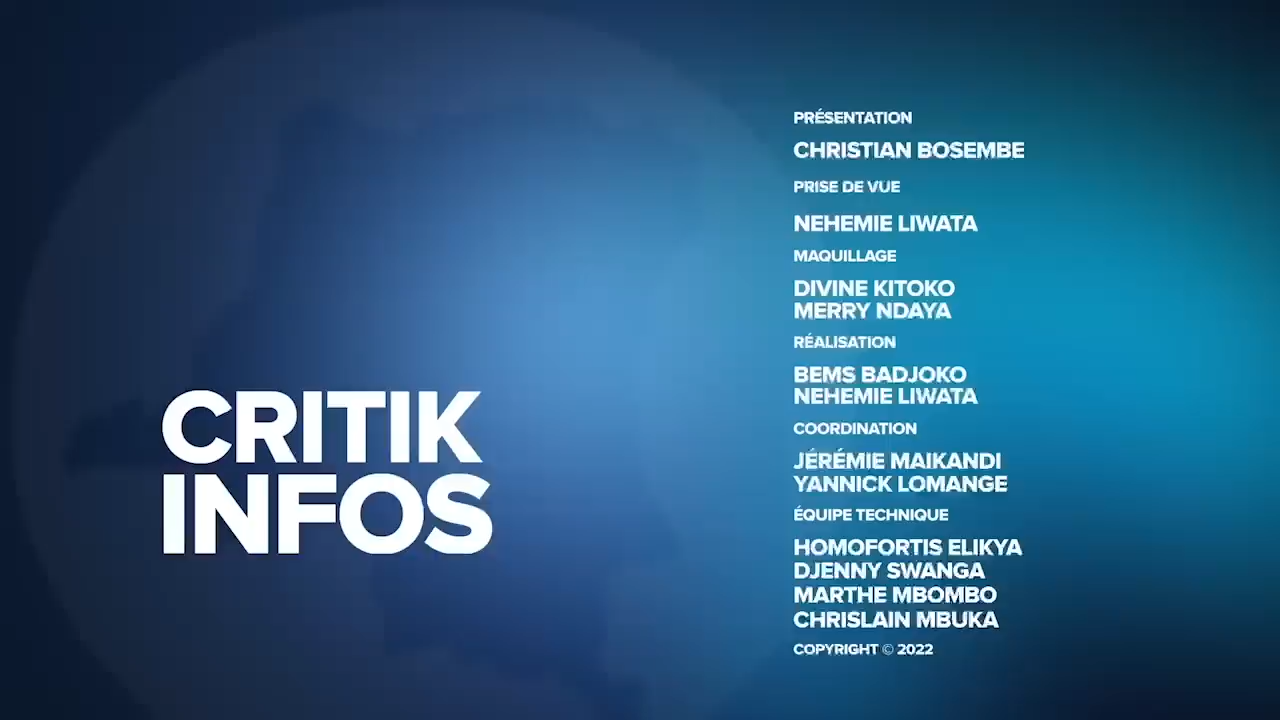 CRITIK
INFOS
PRÉSENTATION
CHRISTIAN BOSEMBE
PRISE DE VUE
NEHEMIE LIWATA
MAQUILLAGE
DIVINE KITOKO
MERRY NDAYA
RÉALISATION
BEMS BADJOKO
NEHEMIE LIWATA
COORDINATION
JÉRÉMIE MAIKANDI
YANNICK LOMANGE
ÉQUIPE TECHNIQUE
HOMOFORTIS ELIKYA
DJENNY SWANGA
MARTHE MBOMBO
CHRISLAIN MBUKA
COPYRIGHT © 2022